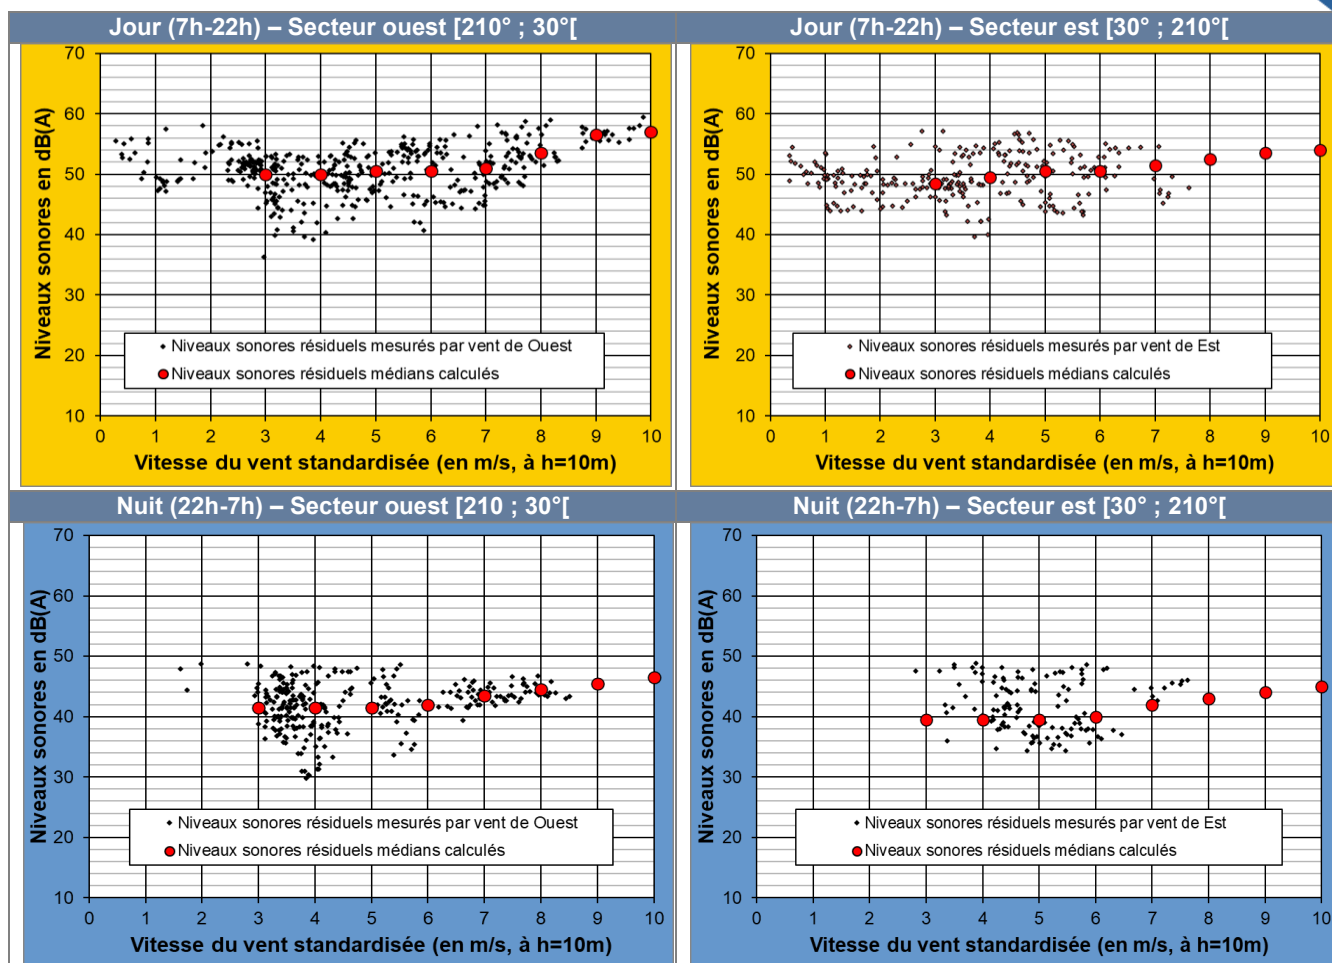 Jour (7h-22h) – Secteur ouest [210° ; 30°[
Niveaux sonores en dB(A)
70
60
50
40
30
20
10
Niveaux sonores résiduels mesurés par vent de Ouest
Niveaux sonores résiduels médians calculés
0 1 2 3 4 5 6 7 8 9 10
Vitesse du vent standardisée (en m/s, à h=10m)
Jour (7h-22h) – Secteur est [30° ; 210°[
Niveaux sonores en dB(A)
70
60
50
40
30
20
10
Niveaux sonores résiduels mesurés par vent de Est
Niveaux sonores résiduels médians calculés
0 1 2 3 4 5 6 7 8 9 10
Vitesse du vent standardisée (en m/s, à h=10m)
Nuit (22h-7h) – Secteur ouest [210 ; 30°[
Niveaux sonores en dB(A)
70
60
50
40
30
20
10
Niveaux sonores résiduels mesurés par vent de Ouest
Niveaux sonores résiduels médians calculés
0 1 2 3 4 5 6 7 8 9 10
Vitesse du vent standardisée (en m/s, à h=10m)
Nuit (22h-7h) – Secteur est [30° ; 210°[
Niveaux sonores en dB(A)
70
60
50
40
30
20
10
Niveaux sonores résiduels mesurés par vent de Est
Niveaux sonores résiduels médians calculés
0 1 2 3 4 5 6 7 8 9 10
Vitesse du vent standardisée (en m/s, à h=10m)